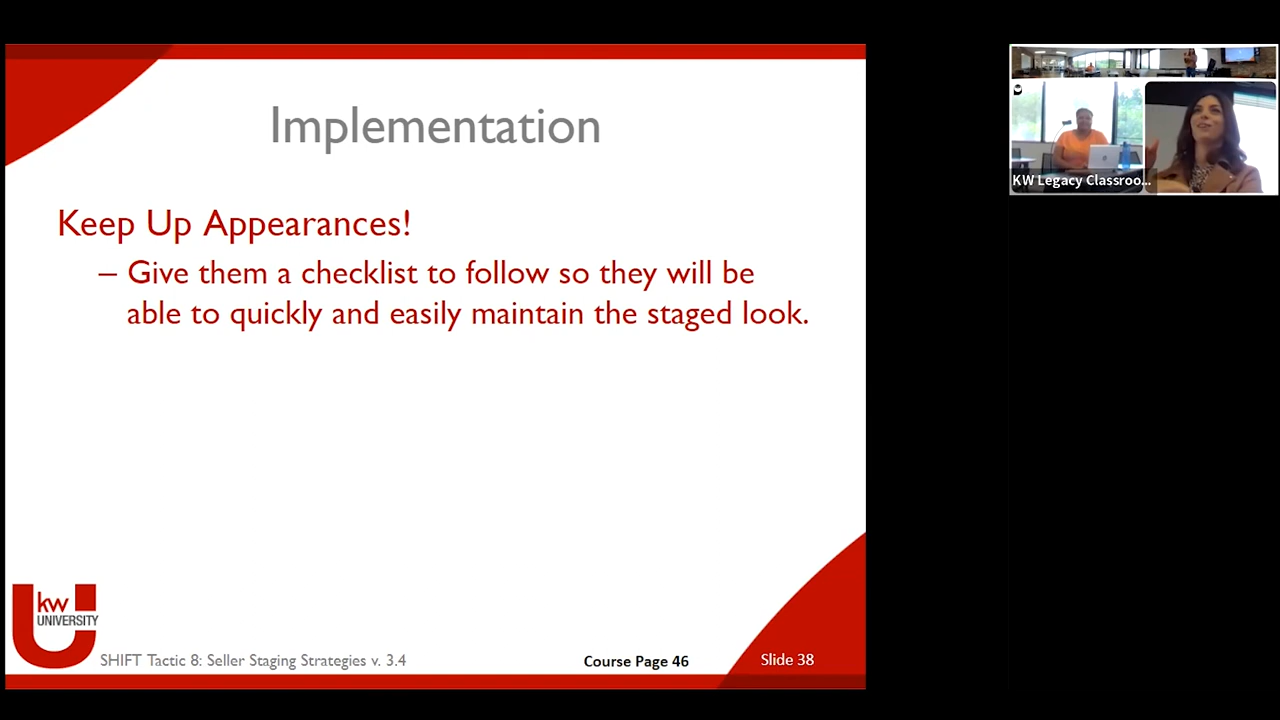 Implementation
Keep Up Appearances!
– Give them a checklist to follow so they will be
able to quickly and easily maintain the staged look.
kw
UNIVERSITY
SHIFT Tactic 8: Seller Staging Strategies v. 3.4
Course Page 46
Slide 38
KW Legacy Classroo...